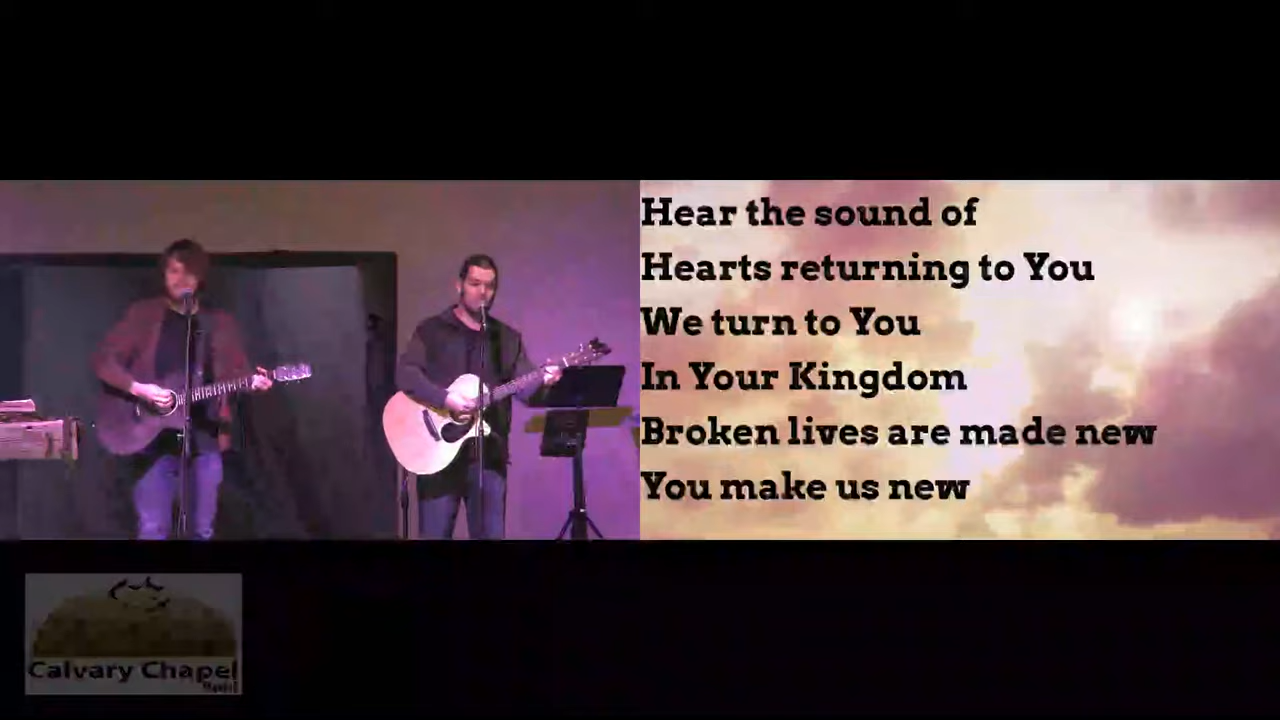 Hear the sound of
Hearts returning to You
We turn to You
In Your Kingdom
Broken lives are made new
You make us new
Calvary Chapel